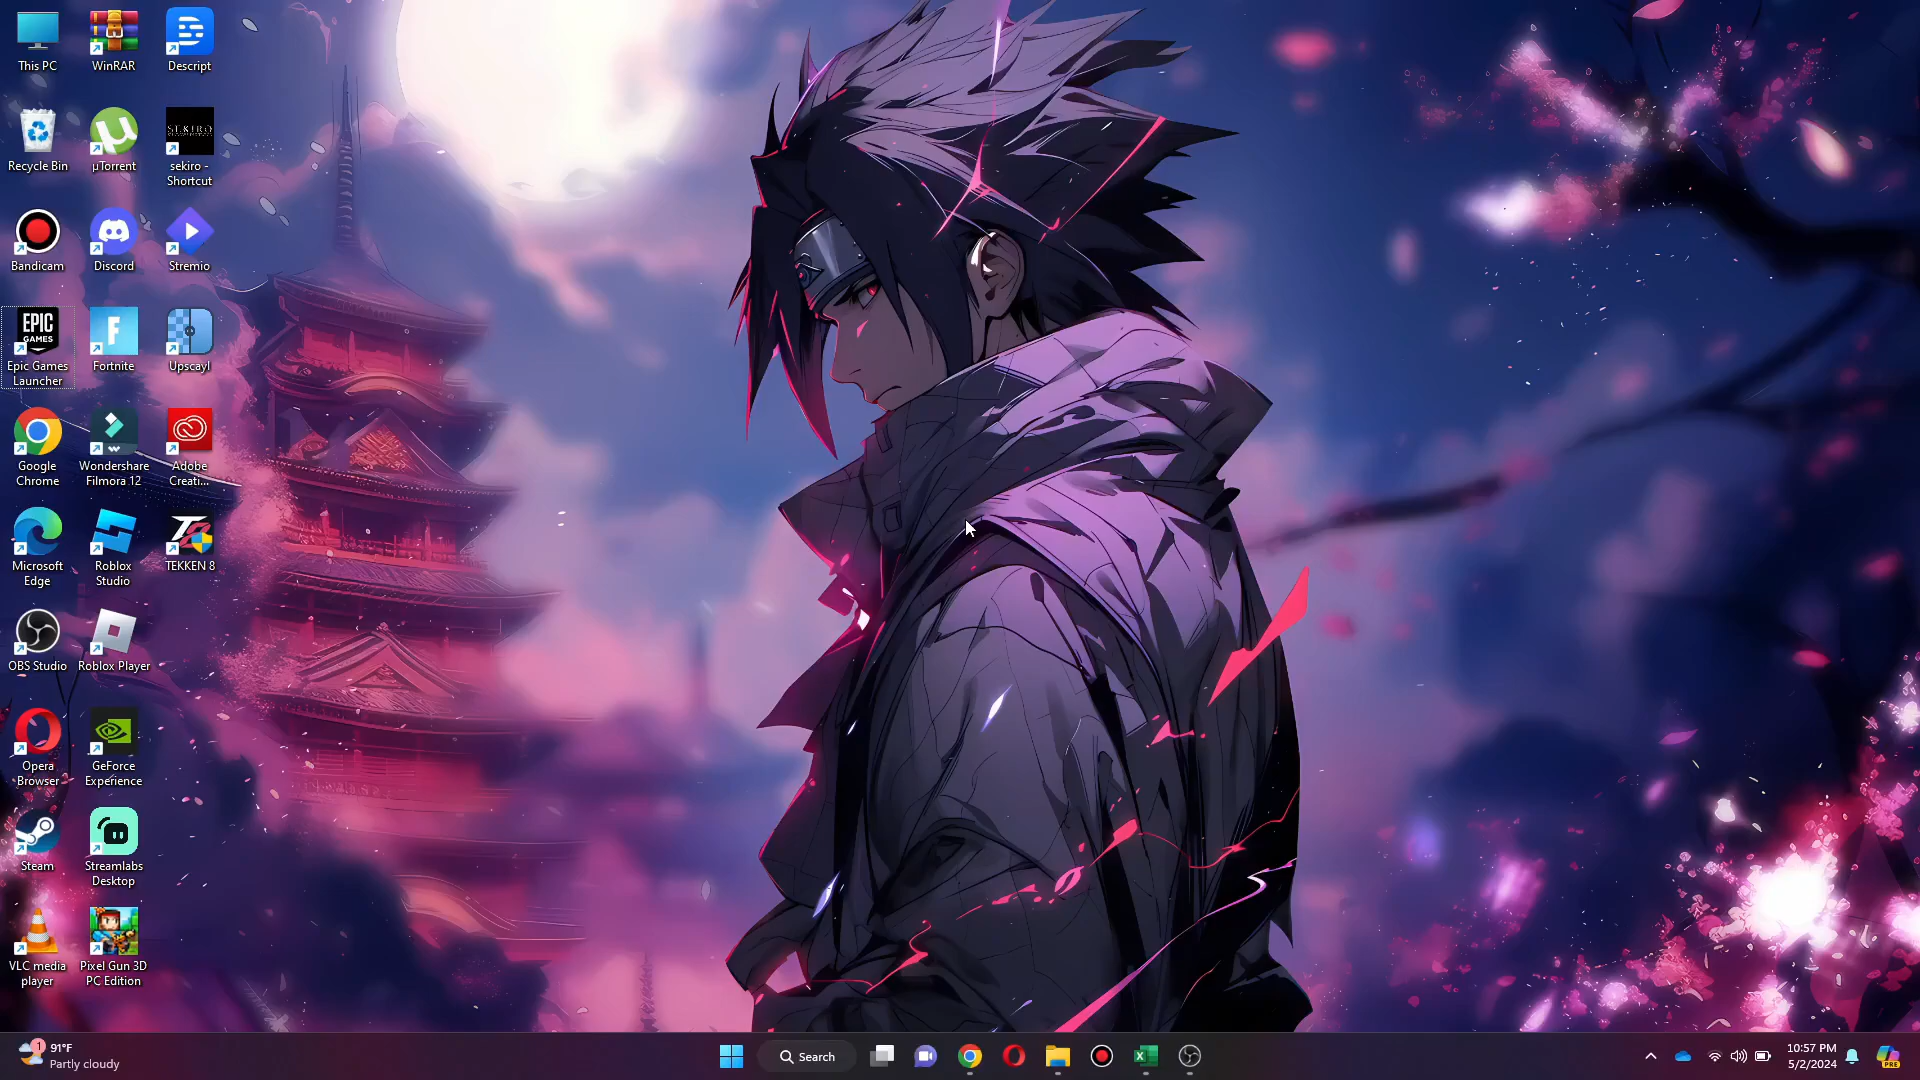 This PC
WinRAR
Descript
Recycle Bin
µTorrent
SEKIRO
sekiro -
Shortcut
Bandicam
Discord
Stremio
EPIC
GAMES
Epic Games
Launcher
Fortnite
Upscayl
Google
Chrome
Wondershare
Filmora 12
Adobe
Creati...
Microsoft
Edge
Roblox
Studio
TEKKEN 8
OBS Studio
Roblox Player
Opera
Browser
GeForce
Experience
Steam
Streamlabs
Desktop
VLC media
player
Pixel Gun 3D
PC Edition
1
91°F
Partly cloudy
Search
10:57 PM
5/2/2024
PRE